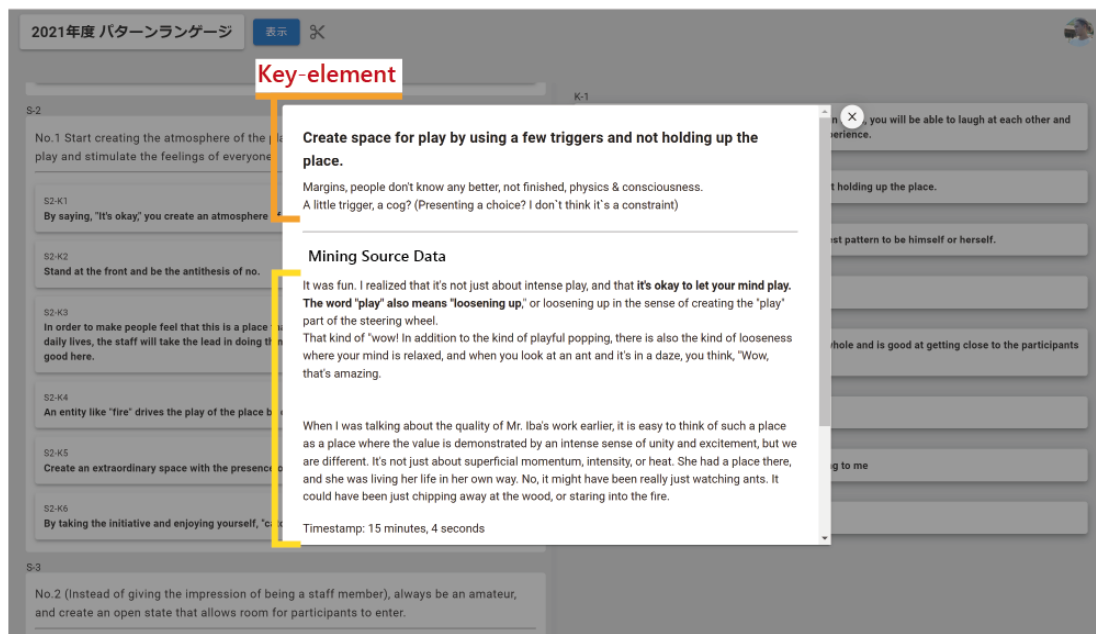 2021年度 パターンランゲージ
表示
Key-element
S-2
No.1 Start creating the atmosphere of the
play and stimulate the feelings of everyone
S2-K1
By saying, "It's okay," you create an atmosphere
S2-K2
Stand at the front and be the antithesis of no.
S2-K3
In order to make people feel that this is a place
daily lives, the staff will take the lead in doing
good here.
S2-K4
An entity like "fire" drives the play of the place
S2-K5
Create an extraordinary space with the presence
S2-K6
By taking the initiative and enjoying yourself,
S-3
No.2 (Instead of giving the impression of being a staff member), always be an amateur,
and create an open state that allows room for participants to enter.
Create space for play by using a few triggers and not holding up the
place.
Margins, people don't know any better, not finished, physics & consciousness.
A little trigger, a cog? (Presenting a choice? I don`t think it`s a constraint)
Mining Source Data
It was fun. I realized that it's not just about intense play, and that it's okay to let your mind play.
The word "play" also means "loosening up," or loosening up in the sense of creating the "play"
part of the steering wheel.
That kind of "wow! In addition to the kind of playful popping, there is also the kind of looseness
where your mind is relaxed, and when you look at an ant and it's in a daze, you think, "Wow,
that's amazing.
When I was talking about the quality of Mr. Iba's work earlier, it is easy to think of such a place
as a place where the value is demonstrated by an intense sense of unity and excitement, but we
are different. It's not just about superficial momentum, intensity, or heat. She had a place there,
and she was living her life in her own way. No, it might have been really just watching ants. It
could have been just chipping away at the wood, or staring into the fire.
Timestamp: 15 minutes, 4 seconds
K-1
you will be able to laugh at each other and
holding up the place.
pattern to be himself or herself.
whole and is good at getting close to the participants
to me